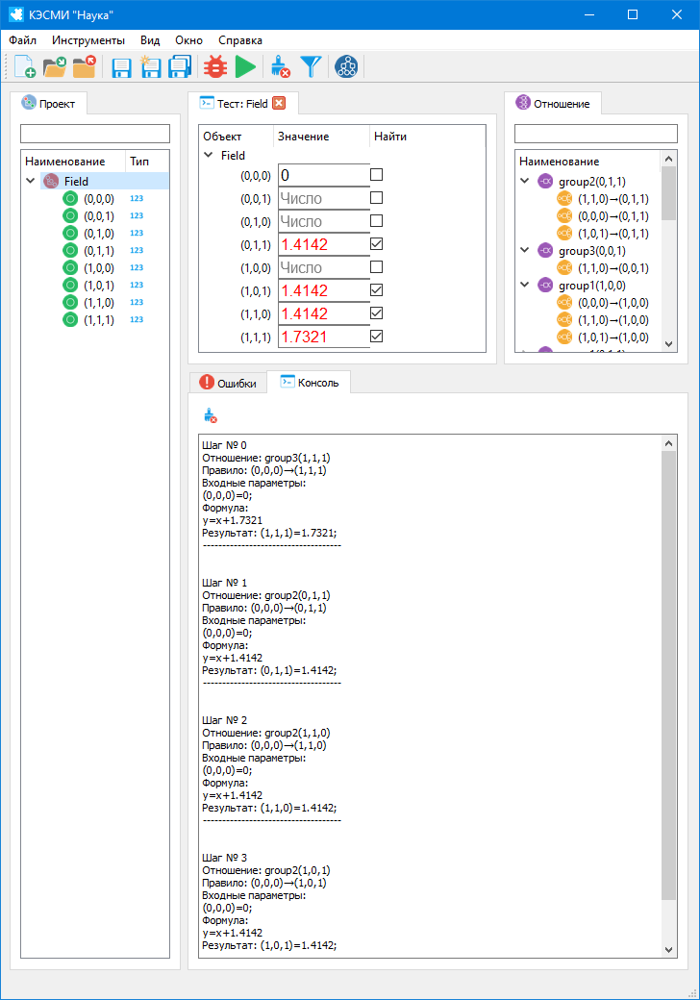 КЭСМИ "Наука"
Файл Инструменты Вид Окно Справка
Проект
Наименование Тип
Field
(0,0,0) 123
(0,0,1) 123
(0,1,0) 123
(0,1,1) 123
(1,0,0) 123
(1,0,1) 123
(1,1,0) 123
(1,1,1) 123
Тест: Field
Объект Значение Найти
Field
(0,0,0) 0
(0,0,1) Число
(0,1,0) Число
(0,1,1) 1.4142
(1,0,0) Число
(1,0,1) 1.4142
(1,1,0) 1.4142
(1,1,1) 1.7321
Отношение
Наименование
group2(0,1,1)
(1,1,0)→(0,1,1)
(0,0,0)→(0,1,1)
(1,0,1)→(0,1,1)
group3(0,0,1)
(1,1,0)→(0,0,1)
group1(1,0,0)
(0,0,0)→(1,0,0)
(1,1,0)→(1,0,0)
(1,0,1)→(1,0,0)
Ошибки Консоль
Шаг № 0
Отношение: group3(1,1,1)
Правило: (0,0,0)→(1,1,1)
Входные параметры:
(0,0,0)=0;
Формула:
y=x+1.7321
Результат: (1,1,1)=1.7321;
------------------------------------
Шаг № 1
Отношение: group2(0,1,1)
Правило: (0,0,0)→(0,1,1)
Входные параметры:
(0,0,0)=0;
Формула:
y=x+1.4142
Результат: (0,1,1)=1.4142;
------------------------------------
Шаг № 2
Отношение: group2(1,1,0)
Правило: (0,0,0)→(1,1,0)
Входные параметры:
(0,0,0)=0;
Формула:
y=x+1.4142
Результат: (1,1,0)=1.4142;
------------------------------------
Шаг № 3
Отношение: group2(1,0,1)
Правило: (0,0,0)→(1,0,1)
Входные параметры:
(0,0,0)=0;
Формула:
y=x+1.4142
Результат: (1,0,1)=1.4142;